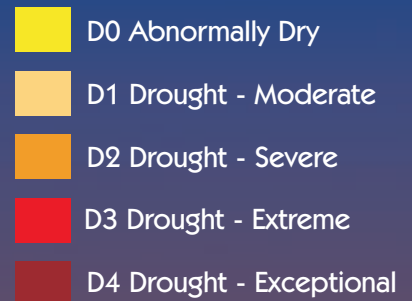 D0 Abnormally Dry
D1 Drought - Moderate
D2 Drought - Severe
D3 Drought - Extreme
D4 Drought - Exceptional